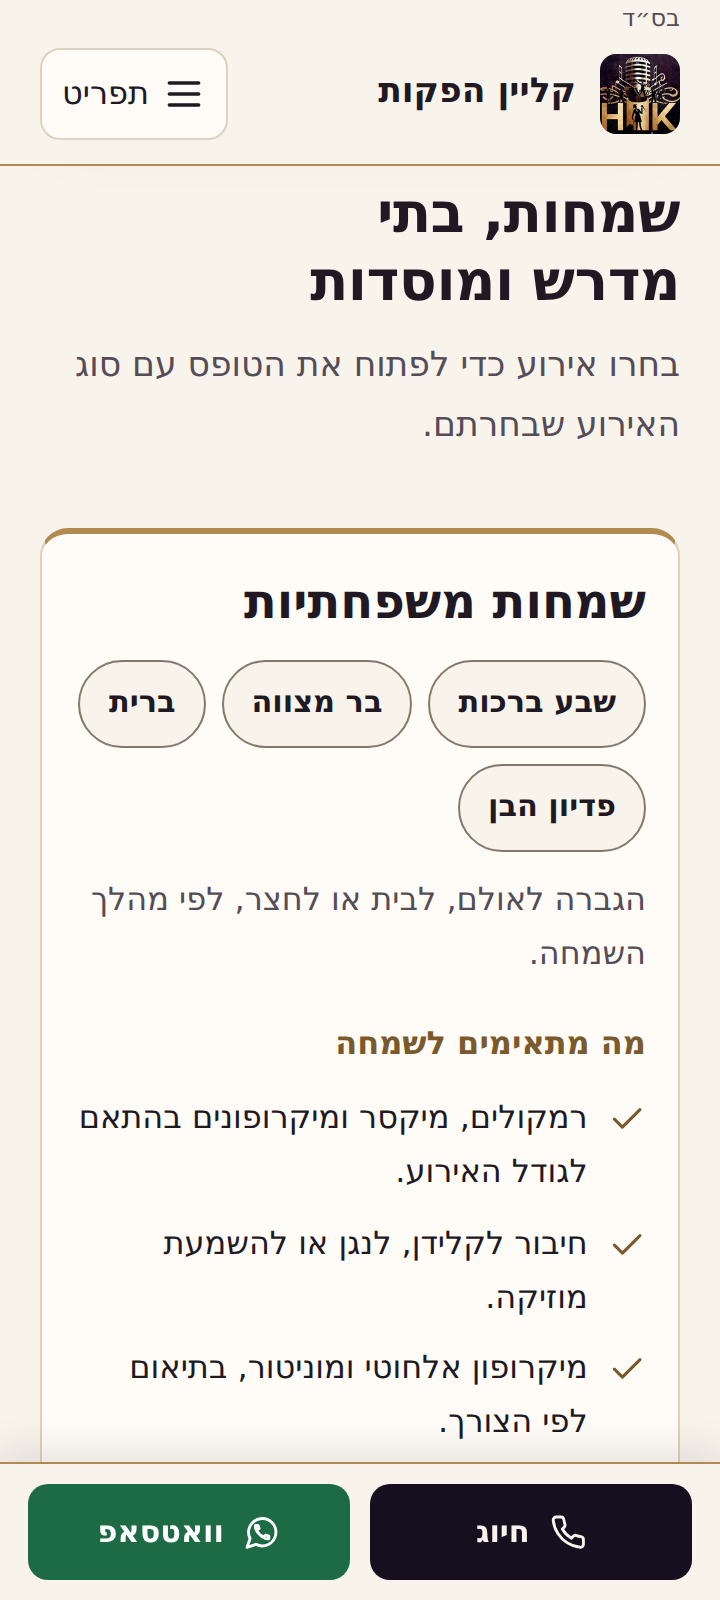 בס״ד
קליין הפקות
תפריט
שמחות, בתי
מדרש ומוסדות
בחרו אירוע כדי לפתוח את הטופס עם סוג
האירוע שבחרתם.
שמחות משפחתיות
שבע ברכות
בר מצווה
ברית
פדיון הבן
הגברה לאולם, לבית או לחצר, לפי מהלך
השמחה.
מה מתאימים לשמחה
רמקולים, מיקסר ומיקרופונים בהתאם
לגודל האירוע.
חיבור לקלידן, לנגן או להשמעת
מוזיקה.
מיקרופון אלחוטי ומוניטור, בתיאום
לפי הצורך.
חיוג
וואטסאפ